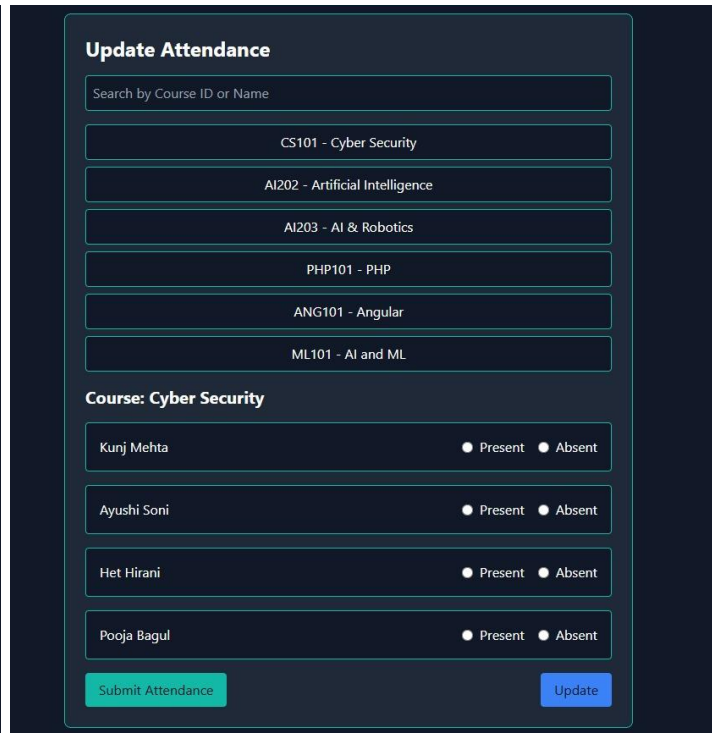 Update Attendance
Search by Course ID or Name
CS101 - Cyber Security
AI202 - Artificial Intelligence
AI203 - AI & Robotics
PHP101 - PHP
ANG101 - Angular
ML101 - AI and ML
Course: Cyber Security
Kunj Mehta Present Absent
Ayushi Soni Present Absent
Het Hirani Present Absent
Pooja Bagul Present Absent
Submit Attendance Update